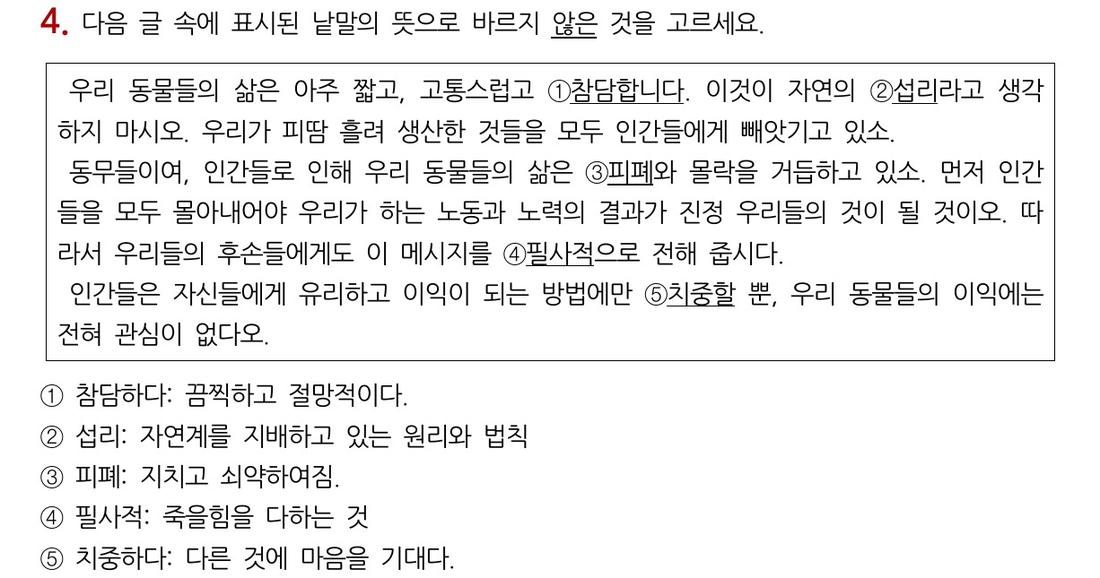 4. 다음 글 속에 표시된 낱말의 뜻으로 바르지 않은 것을 고르세요.
우리 동물들의 삶은 아주 짧고, 고통스럽고 ①참담합니다. 이것이 자연의 ②섭리라고 생각
하지 마시오. 우리가 피땀 흘려 생산한 것들을 모두 인간들에게 빼앗기고 있소.
동무들이여, 인간들로 인해 우리 동물들의 삶은 ③피폐와 몰락을 거듭하고 있소. 먼저 인간
들을 모두 몰아내어야 우리가 하는 노동과 노력의 결과가 진정 우리들의 것이 될 것이오. 따
라서 우리들의 후손들에게도 이 메시지를 ④필사적으로 전해 줍시다.
인간들은 자신들에게 유리하고 이익이 되는 방법에만 ⑤치중할 뿐, 우리 동물들의 이익에는
전혀 관심이 없다오.
① 참담하다: 끔찍하고 절망적이다.
② 섭리: 자연계를 지배하고 있는 원리와 법칙
③ 피폐: 지치고 쇠약하여짐.
④ 필사적: 죽을힘을 다하는 것
⑤ 치중하다: 다른 것에 마음을 기대다.